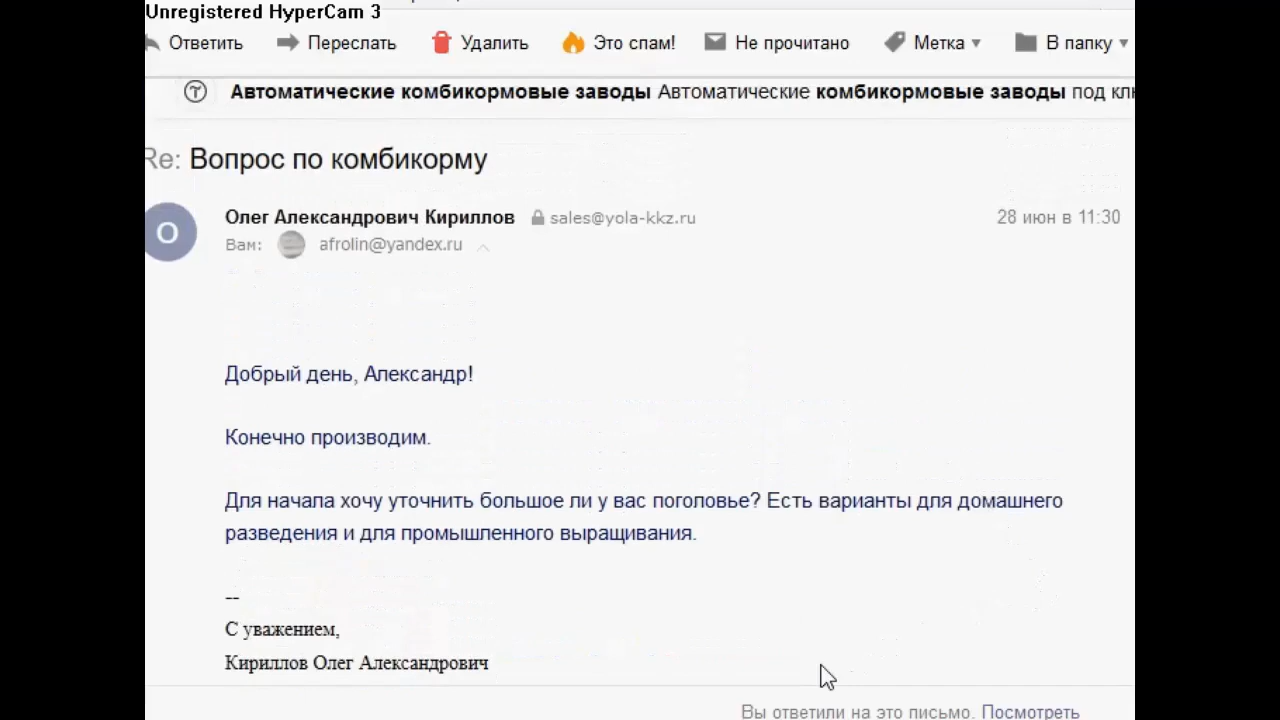 Unregistered HyperCam 3
Ответить Переслать Удалить Это спам! Не прочитано Метка В папку
Автоматические комбикормовые заводы Автоматические комбикормовые заводы под
Re: Вопрос по комбикорму
Олег Александрович Кириллов sales@yola-kkz.ru 28 июн в 11:30
О
Вам: afrolin@yandex.ru
Добрый день, Александр!
Конечно производим.
Для начала хочу уточнить большое ли у вас поголовье? Есть варианты для домашнего
разведения и для промышленного выращивания.
--
С уважением,
Кириллов Олег Александрович
Вы ответили на это письмо. Посмотреть